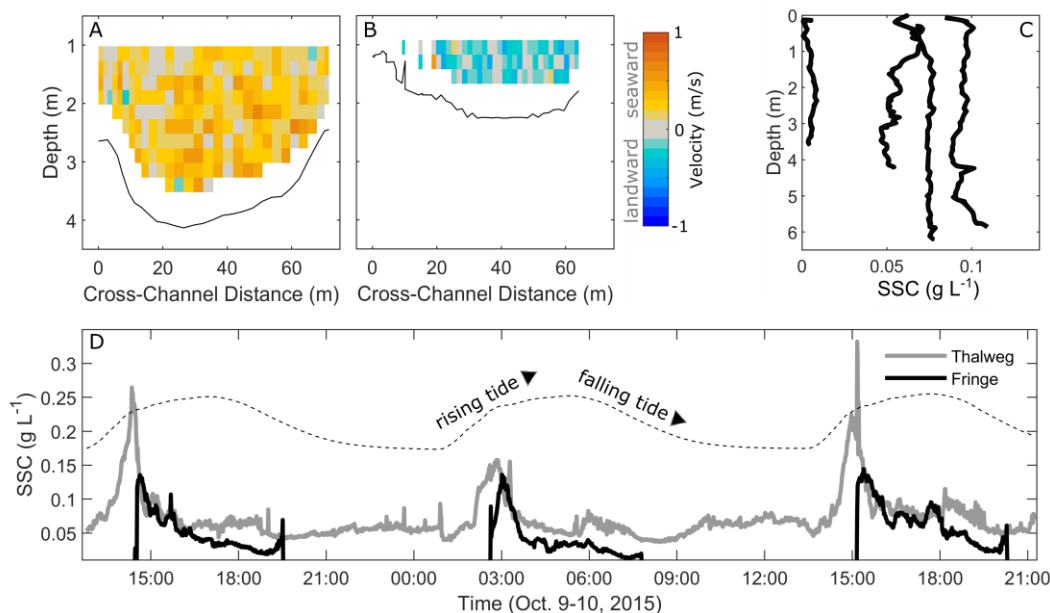 A
B
C
1
2
3
4
Depth (m)
0
20
40
60
Cross-Channel Distance (m)
0
20
40
60
Cross-Channel Distance (m)
1
0
-1
landward seaward
Velocity (m/s)
0
1
2
3
4
5
6
Depth (m)
0
0.05
0.1
SSC (g L-1)
D
0.3
0.25
0.2
0.15
0.1
0.05
SSC (g L-1)
rising tide
falling tide
Thalweg
Fringe
15:00
18:00
21:00
00:00
03:00
06:00
09:00
12:00
15:00
18:00
21:00
Time (Oct. 9-10, 2015)